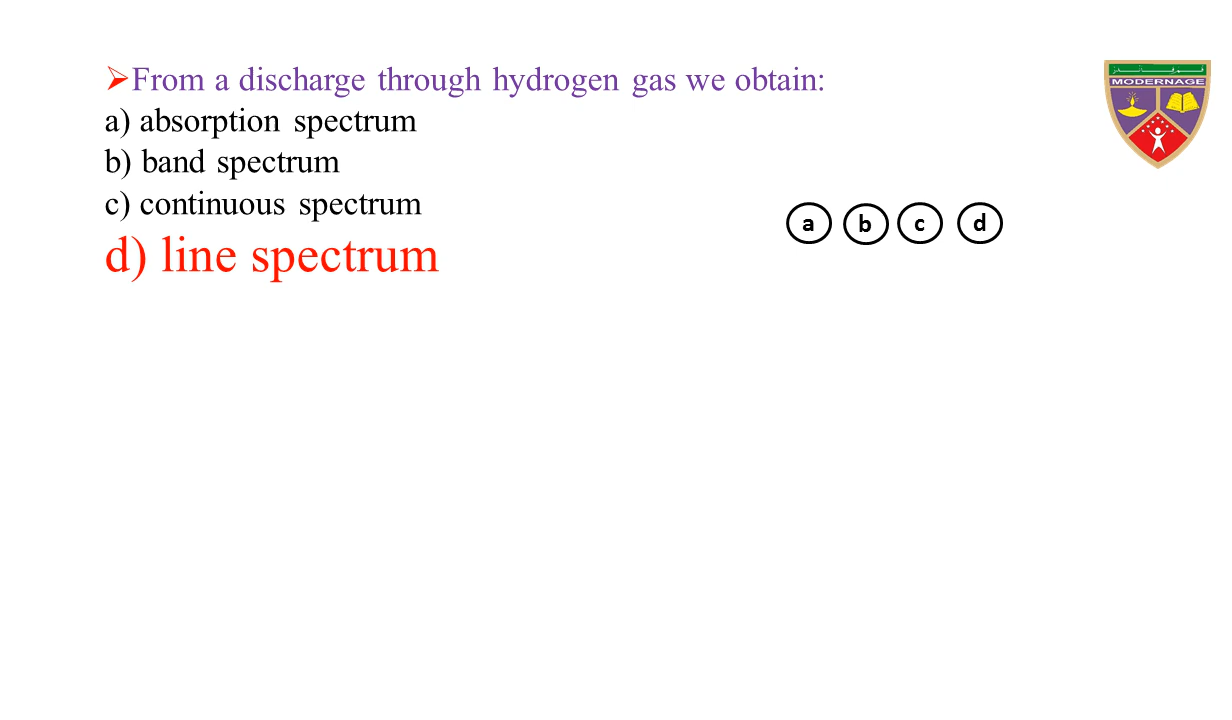 ➢From a discharge through hydrogen gas we obtain:
a) absorption spectrum
b) band spectrum
c) continuous spectrum
d) line spectrum
a b c d
MODERNAGE